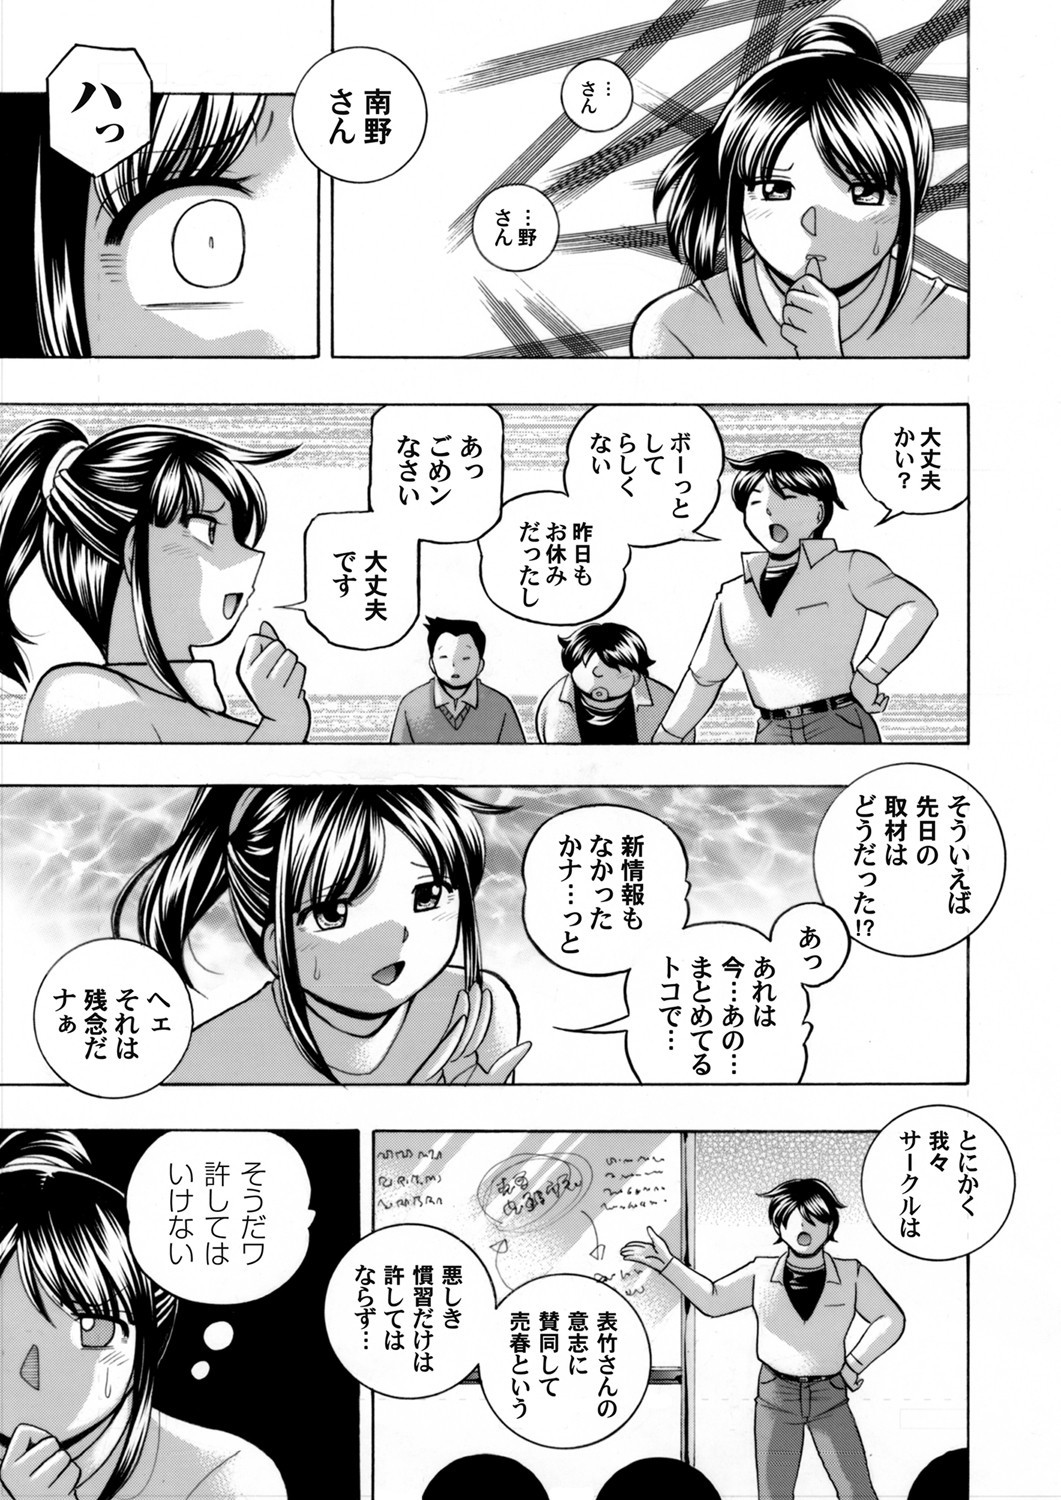 …
さん
…野
さん
南野
さん
ハっ
大丈夫
かい？
ボーっと
して
らしく
ない
昨日も
お休み
だったし
あっ
ごめン
なさい
大丈夫
です
そういえば
先日の
取材は
どうだった!?
あっ
あれは
今…あの…
まとめてる
トコで…
新情報も
なかった
かナ…っと
ヘェ
それは
残念だ
ナぁ
とにかく
我々
サークルは
表竹さんの
意志に
賛同して
売春という
悪しき
慣習だけは
許しては
ならず…
そうだワ
許しては
いけない